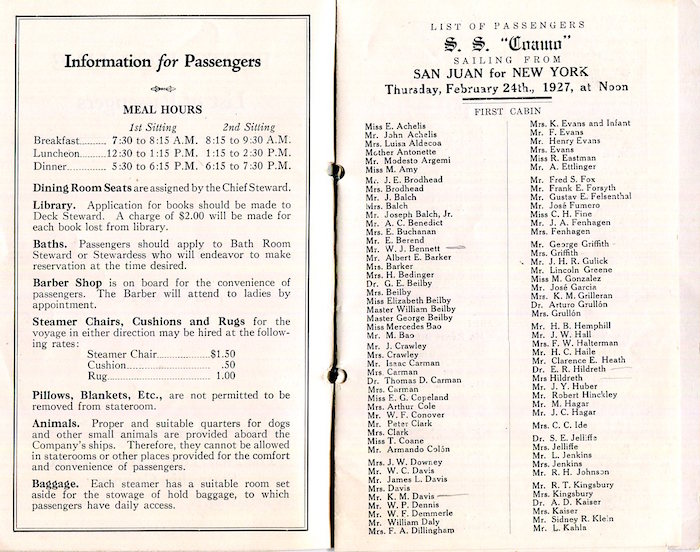 Information for Passengers
MEAL HOURS
1st Sitting 2nd Sitting
Breakfast.......... 7:30 to 8:15 A.M. 8:15 to 9:30 A.M.
Luncheon..........12:30 to 1:15 P.M. 1:15 to 2:30 P.M.
Dinner.............. 5:30 to 6:15 P.M. 6:15 to 7:30 P.M.
Dining Room Seats are assigned by the Chief Steward.
Library. Application for books should be made to
Deck Steward. A charge of $2.00 will be made for
each book lost from library.
Baths. Passengers should apply to Bath Room
Steward or Stewardess who will endeavor to make
reservation at the time desired.
Barber Shop is on board for the convenience of
passengers. The Barber will attend to ladies by
appointment.
Steamer Chairs, Cushions and Rugs for the
voyage in either direction may be hired at the follow-
ing rates:
Steamer Chair..............$1.50
Cushion........................ .50
Rug.............................. 1.00
Pillows, Blankets, Etc., are not permitted to be
removed from stateroom.
Animals. Proper and suitable quarters for dogs
and other small animals are provided aboard the
Company's ships. Therefore, they cannot be allowed
in staterooms or other places provided for the comfort
and convenience of passengers.
Baggage. Each steamer has a suitable room set
aside for the stowage of hold baggage, to which
passengers have daily access.
LIST OF PASSENGERS
S. S. "Coamo"
SAILING FROM
SAN JUAN for NEW YORK
Thursday, February 24th., 1927, at Noon
FIRST CABIN
Miss E. Achelis
Mr. John Achelis
Mrs. Luisa Aldecoa
Mother Antonette
Mr. Modesto Argemi
Miss M. Amy
Mr. J. E. Brodhead
Mrs. Brodhead
Mr. J. Balch
Mrs. Balch
Mr. Joseph Balch, Jr.
Mr. A. C. Benedict
Mrs. E. Buchanan
Mr. E. Berend
Mr. W. J. Bennett
Mr. Albert E. Barker
Mrs. Barker
Mrs. H. Bedinger
Dr. G. E. Beilby
Mrs. Beilby
Miss Elizabeth Beilby
Master William Beilby
Master George Beilby
Miss Mercedes Bao
Mr. M. Bao
Mr. J. Crawley
Mrs. Crawley
Mr. Isaac Carman
Mrs. Carman
Dr. Thomas D. Carman
Mrs. Carman
Miss E. G. Copeland
Mrs. Arthur Cole
Mr. W. F. Conover
Mr. Peter Clark
Mrs. Clark
Miss T. Coane
Mr. Armando Colón
Mrs. J. W. Downey
Mr. W. C. Davis
Mr. James L. Davis
Mrs. Davis
Mr. K. M. Davis
Mr. W. P. Dennis
Mr. W. F. Demmerle
Mr. William Daly
Mrs. F. A. Dillingham
Mrs. K. Evans and Infant
Mr. F. Evans
Mr. Henry Evans
Mrs. Evans
Miss R. Eastman
Mr. A. Ettlinger
Mr. Fred S. Fox
Mr. Frank E. Forsyth
Mr. Gustav E. Felsenthal
Mr. José Fumero
Miss C. H. Fine
Mr. J. A. Fenhagen
Mrs. Fenhagen
Mr. George Griffith
Mrs. Griffith
Mr. J. H. R. Gulick
Mr. Lincoln Greene
Miss M. Gonzalez
Mr. José Garcia
Mrs. K. M. Grilleran
Dr. Arturo Grullón
Mrs. Grullón
Mr. H. B. Hemphill
Mr. J. W. Hall
Mrs. F. W. Halterman
Mr. H. C. Haile
Mr. Clarence E. Heath
Dr. E. R. Hildreth
Mrs Hildreth
Mr. J. Y. Huber
Mr. Robert Hinckley
Mr. M. Hagar
Mr. J. C. Hagar
Mrs. C. C. Ide
Dr. S. E. Jelliffe
Mrs. Jelliffe
Mr. L. Jenkins
Mrs. Jenkins
Mr. R. H. Johnson
Mr. R. T. Kingsbury
Mrs. Kingsbury
Dr. A. D. Kaiser
Mrs. Kaiser
Mr. Sidney R. Klein
Mr. L. Kahla